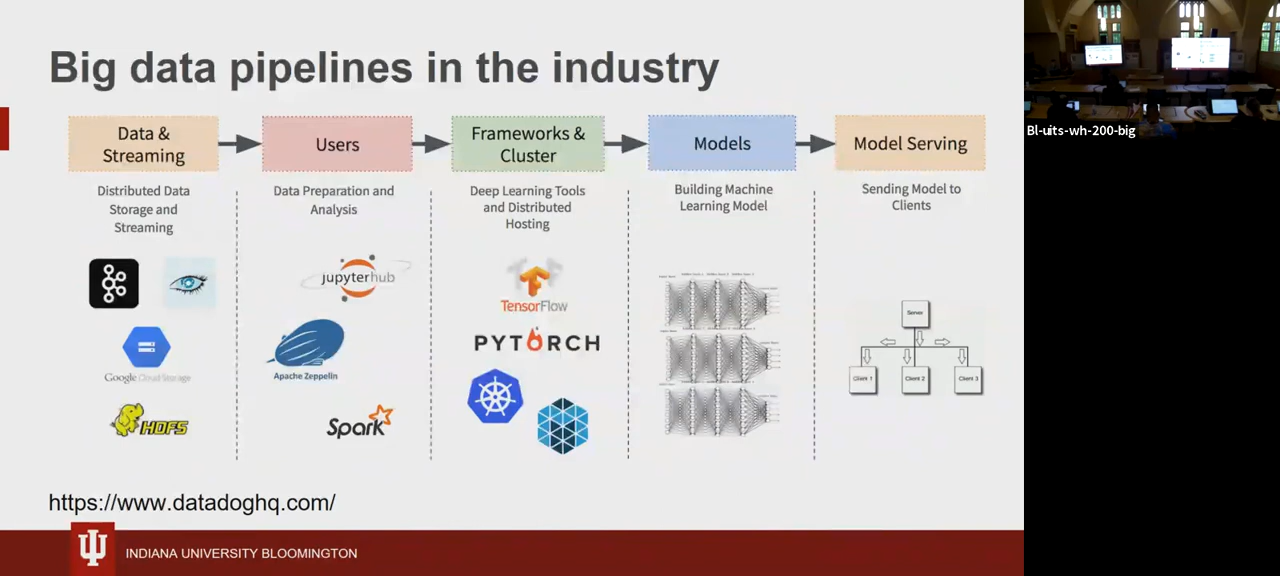 Big data pipelines in the industry
Data &
Streaming
Users
Frameworks &
Cluster
Models
Model Serving
Distributed Data
Storage and
Streaming
Data Preparation and
Analysis
Deep Learning Tools
and Distributed
Hosting
Building Machine
Learning Model
Sending Model to
Clients
jupyterhub
TensorFlow
Google Cloud Storage
PYTORCH
Apache Zeppelin
HDFS
Spark
Server
Client 1
Client 2
Client 3
https://www.datadoghq.com/
INDIANA UNIVERSITY BLOOMINGTON
Bl-uits-wh-200-big